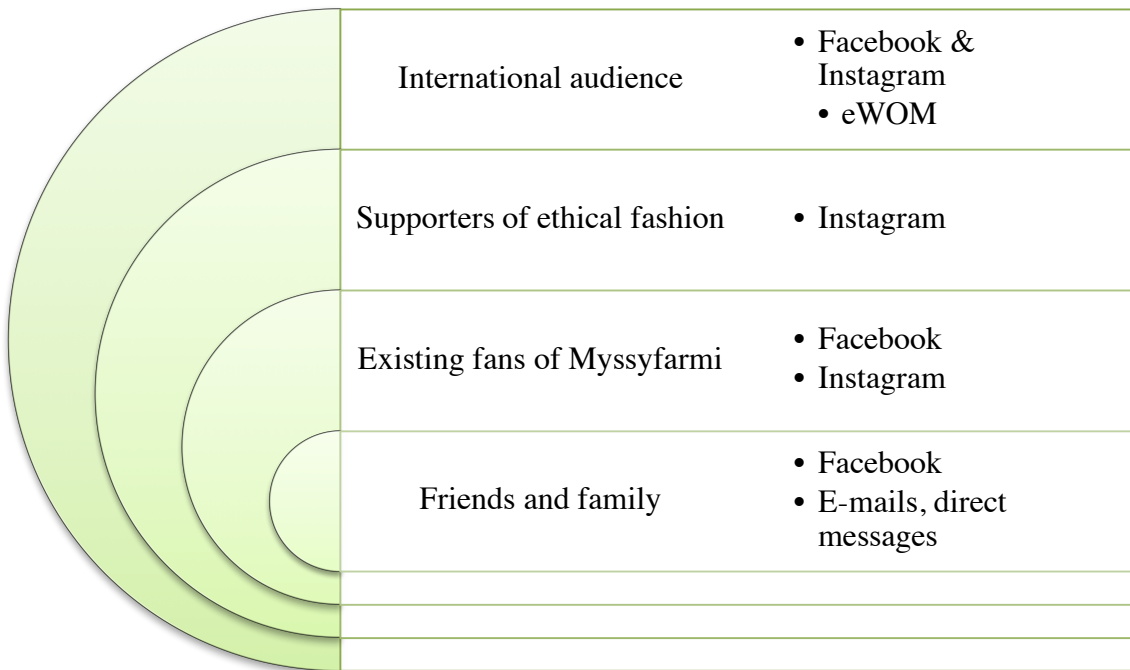 International audience
• Facebook &
Instagram
• eWOM
Supporters of ethical fashion
• Instagram
Existing fans of Myssyfarmi
• Facebook
• Instagram
Friends and family
• Facebook
• E-mails, direct
messages